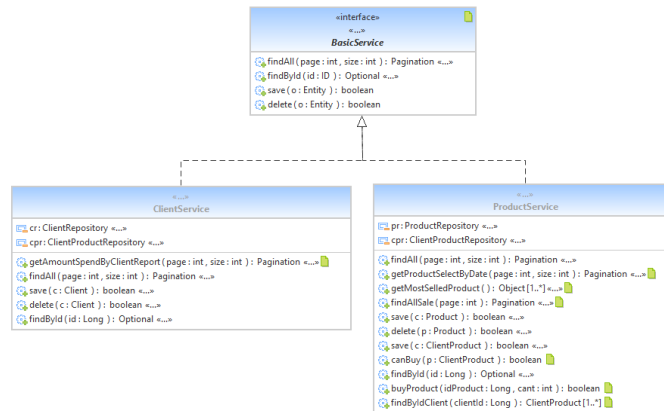 «interface»
«...»
BasicService
findAll ( page : int , size : int ) : Pagination «...»
findById ( id : ID ) : Optional «...»
save ( o : Entity ) : boolean
delete ( o : Entity ) : boolean
«...»
ClientService
cr : ClientRepository «...»
cpr : ClientProductRepository «...»
getAmountSpendByClientReport ( page : int , size : int ) : Pagination «...»
findAll ( page : int , size : int ) : Pagination «...»
save ( c : Client ) : boolean «...»
delete ( c : Client ) : boolean «...»
findById ( id : Long ) : Optional «...»
«...»
ProductService
pr : ProductRepository «...»
cpr : ClientProductRepository «...»
findAll ( page : int , size : int ) : Pagination «...»
getProductSelectByDate ( page : int , size : int ) : Pagination «...»
getMostSelledProduct ( ) : Object [1..*] «...»
findAllSale ( page : int ) : Pagination «...»
save ( c : Product ) : boolean «...»
delete ( p : Product ) : boolean «...»
save ( c : ClientProduct ) : boolean «...»
canBuy ( p : ClientProduct ) : boolean
findById ( id : Long ) : Optional «...»
buyProduct ( idProduct : Long , cant : int ) : boolean
findByIdClient ( clientId : Long ) : ClientProduct [1..*]